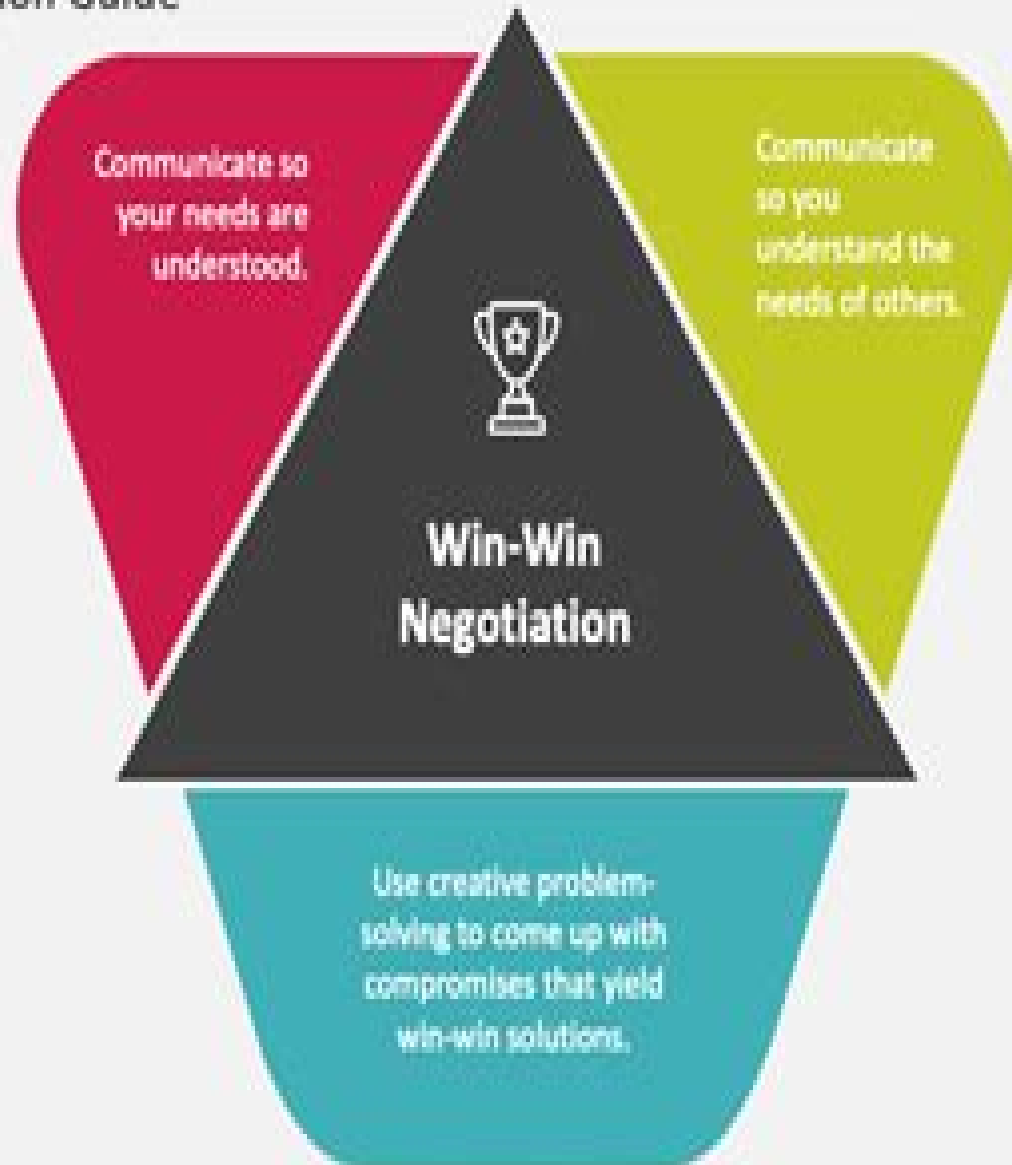 Guide
Communicate so
your needs are
understood.
Communicate
so you
understand the
needs of others.
Win-Win
Negotiation
Use creative problem-
solving to come up with
compromises that yield
win-win solutions.